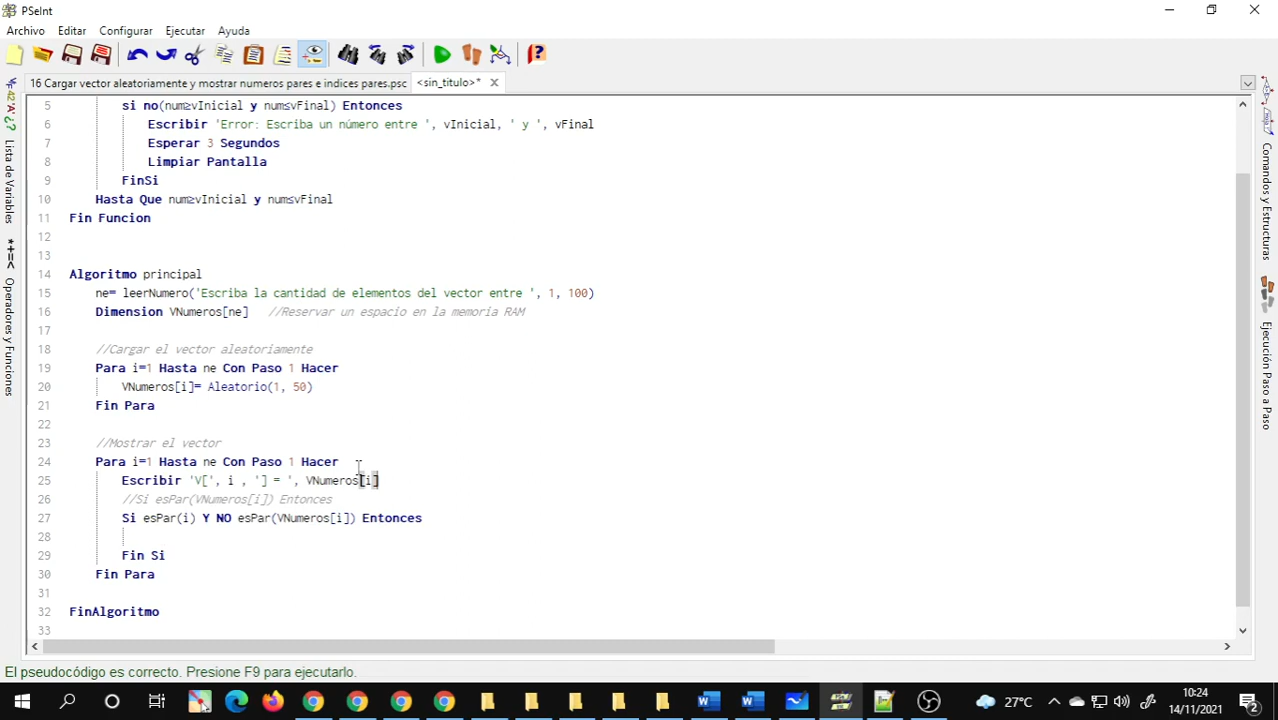 PSeInt
Archivo Editar Configurar Ejecutar Ayuda
16 Cargar vector aleatoriamente y mostrar numeros pares e indices pares.psc <sin_titulo>*
Lista de Variables
Operadores y Funciones
Comandos y Estructuras
Ejecución Paso a Paso
5 si no(num≥vInicial y num≤vFinal) Entonces
6 Escribir 'Error: Escriba un número entre ', vInicial, ' y ', vFinal
7 Esperar 3 Segundos
8 Limpiar Pantalla
9 FinSi
10 Hasta Que num≥vInicial y num≤vFinal
11 Fin Funcion
12
13
14 Algoritmo principal
15 ne= leerNumero('Escriba la cantidad de elementos del vector entre ', 1, 100)
16 Dimension VNumeros[ne] //Reservar un espacio en la memoria RAM
17
18 //Cargar el vector aleatoriamente
19 Para i=1 Hasta ne Con Paso 1 Hacer
20 VNumeros[i]= Aleatorio(1, 50)
21 Fin Para
22
23 //Mostrar el vector
24 Para i=1 Hasta ne Con Paso 1 Hacer
25 Escribir 'V[', i , '] = ', VNumeros[i]
26 //Si esPar(VNumeros[i]) Entonces
27 Si esPar(i) Y NO esPar(VNumeros[i]) Entonces
28
29 Fin Si
30 Fin Para
31
32 FinAlgoritmo
33
El pseudocódigo es correcto. Presione F9 para ejecutarlo.
27°C
10:24
14/11/2021
2